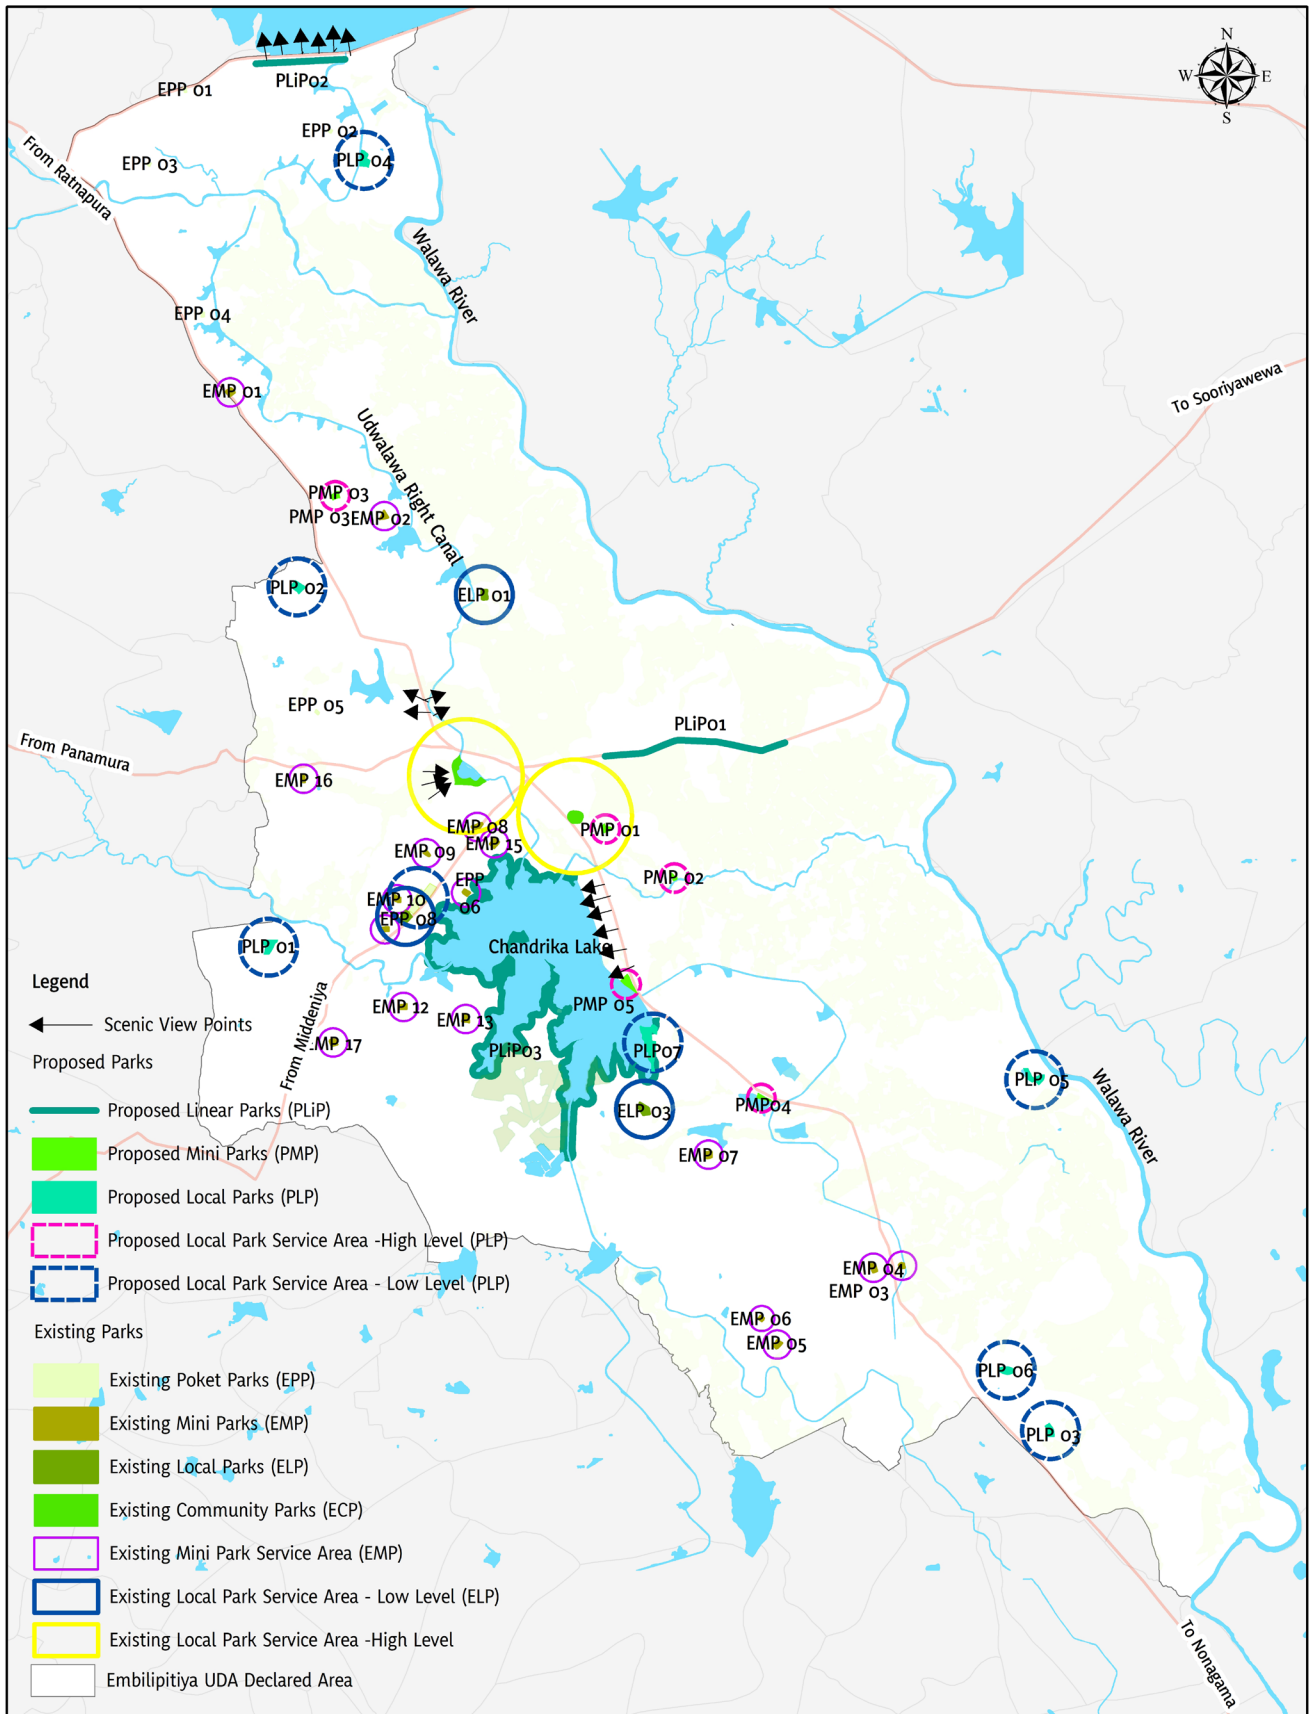 N
W E
S
PLiP02
EPP 01
EPP 02
PLP 04
EPP 03
From Ratnapura
Walawa River
EPP 04
EMP 01
To Sooriyawewa
Udwalawa Right Canal
PMP 03
PMP 03
EMP 02
PLP 02
ELP 01
EPP 05
PLiP01
From Panamura
EMP 16
EMP 08
PMP 01
EMP 15
EMP 09
PMP 02
EPP
06
EMP 10
EPP 08
PLP 01
Chandrika Lake
PMP 05
EMP 12
EMP 13
MP 17
From Middeniya
PLiP03
PLP07
PLP 05
Walawa River
PMP04
ELP 03
EMP 07
EMP 04
EMP 03
EMP 06
EMP 05
PLP 06
PLP 03
To Nonagama
Legend
Scenic View Points
Proposed Parks
Proposed Linear Parks (PLiP)
Proposed Mini Parks (PMP)
Proposed Local Parks (PLP)
Proposed Local Park Service Area -High Level (PLP)
Proposed Local Park Service Area - Low Level (PLP)
Existing Parks
Existing Poket Parks (EPP)
Existing Mini Parks (EMP)
Existing Local Parks (ELP)
Existing Community Parks (ECP)
Existing Mini Park Service Area (EMP)
Existing Local Park Service Area - Low Level (ELP)
Existing Local Park Service Area -High Level
Embilipitiya UDA Declared Area